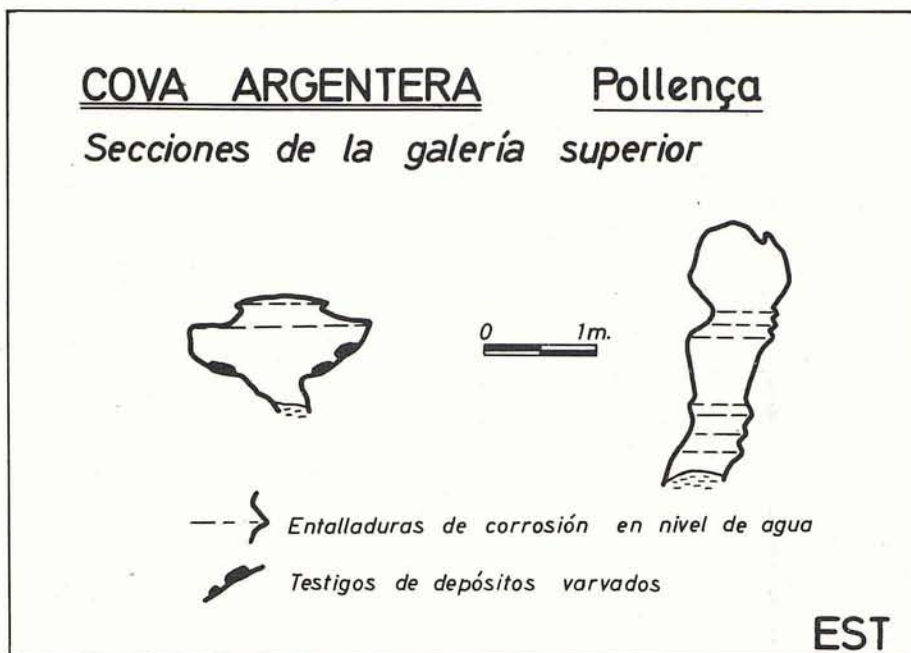 COVA ARGENTERA Pollença
Secciones de la galería superior
0 1m.
Entalladuras de corrosión en nivel de agua
Testigos de depósitos varvados
EST